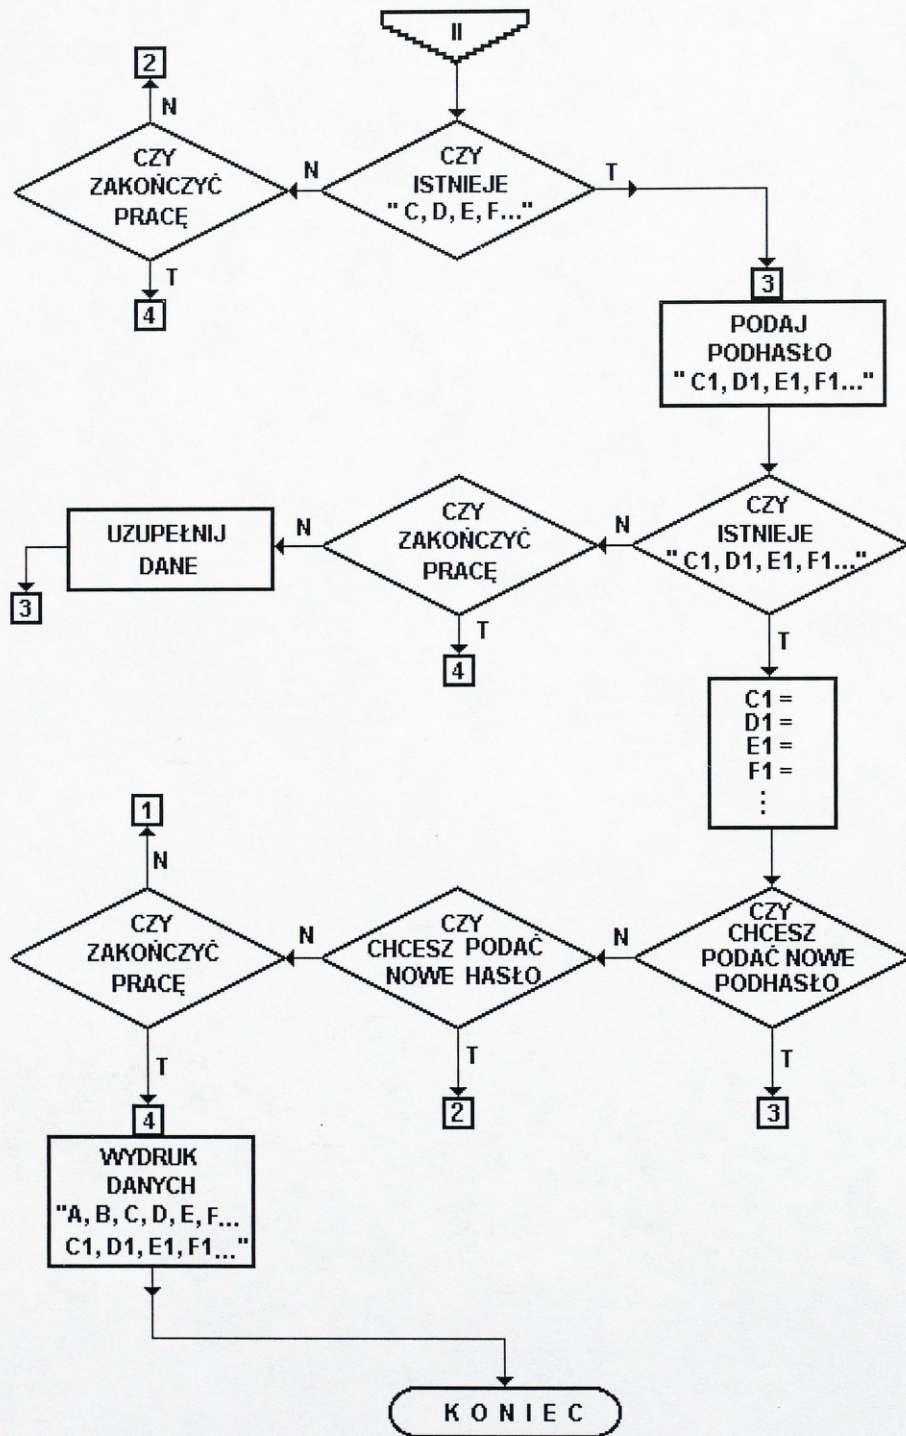 II
2
N
CZY
ZAKOŃCZYĆ
PRACĘ
N
CZY
ISTNIEJE
" C, D, E, F..."
T
T
4
3
PODAJ
PODHASŁO
" C1, D1, E1, F1..."
UZUPEŁNIJ
DANE
N
CZY
ZAKOŃCZYĆ
PRACĘ
N
CZY
ISTNIEJE
"C1, D1, E1, F1..."
3
T
4
T
C1 =
D1 =
E1 =
F1 =
⋮
1
N
CZY
ZAKOŃCZYĆ
PRACĘ
N
CZY
CHCESZ PODAĆ
NOWE HASŁO
N
CZY
CHCESZ
PODAĆ NOWE
PODHASŁO
T
T
T
4
2
3
WYDRUK
DANYCH
"A, B, C, D, E, F...
C1, D1, E1, F1..."
KONIEC